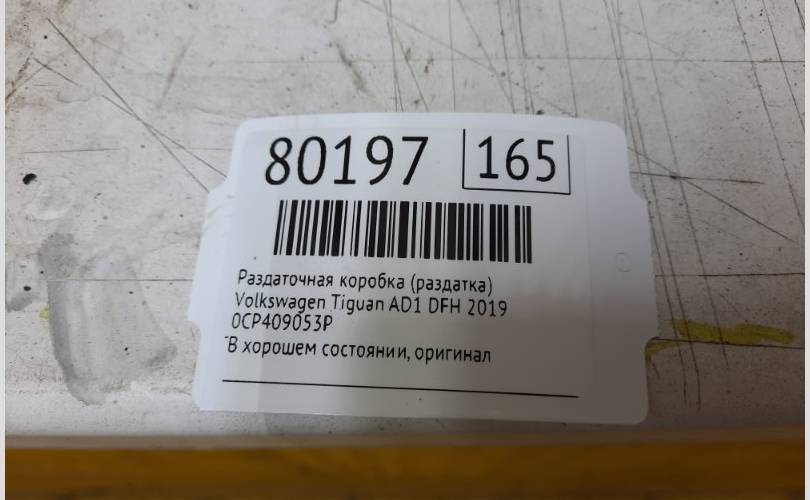 80197 165
Раздаточная коробка (раздатка)
Volkswagen Tiguan AD1 DFH 2019
0CP409053P
В хорошем состоянии, оригинал